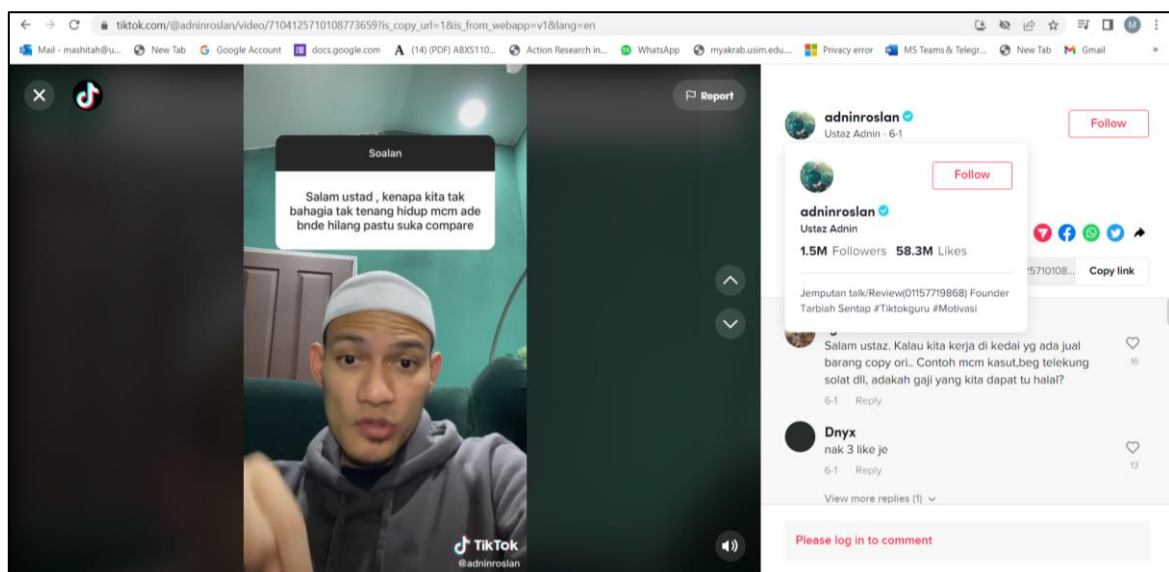 tiktok.com/@adninroslan/video/7104125710108773659?is_copy_url=1&is_from_webapp=v1&lang=en
M
Mail - mashitah@u...
New Tab
Google Account
docs.google.com
(14) (PDF) ABXS110...
Action Research in...
WhatsApp
myakrab.usim.edu....
Privacy error
MS Teams & Telegr...
New Tab
Gmail
»
Report
Soalan
Salam ustad , kenapa kita tak
bahagia tak tenang hidup mcm ade
bnde hilang pastu suka compare
TikTok
@adninroslan
adninroslan
Ustaz Adnin · 6-1
Follow
Follow
adninroslan
Ustaz Adnin
1.5M Followers 58.3M Likes
Jemputan talk/Review(01157719868) Founder
Tarbiah Sentap #Tiktokguru #Motivasi
5710108...
Copy link
Salam ustaz. Kalau kita kerja di kedai yg ada jual
barang copy ori.. Contoh mcm kasut,beg telekung
solat dll, adakah gaji yang kita dapat tu halal?
16
6-1 Reply
Dnyx
nak 3 like je
13
6-1 Reply
View more replies (1)
Please log in to comment